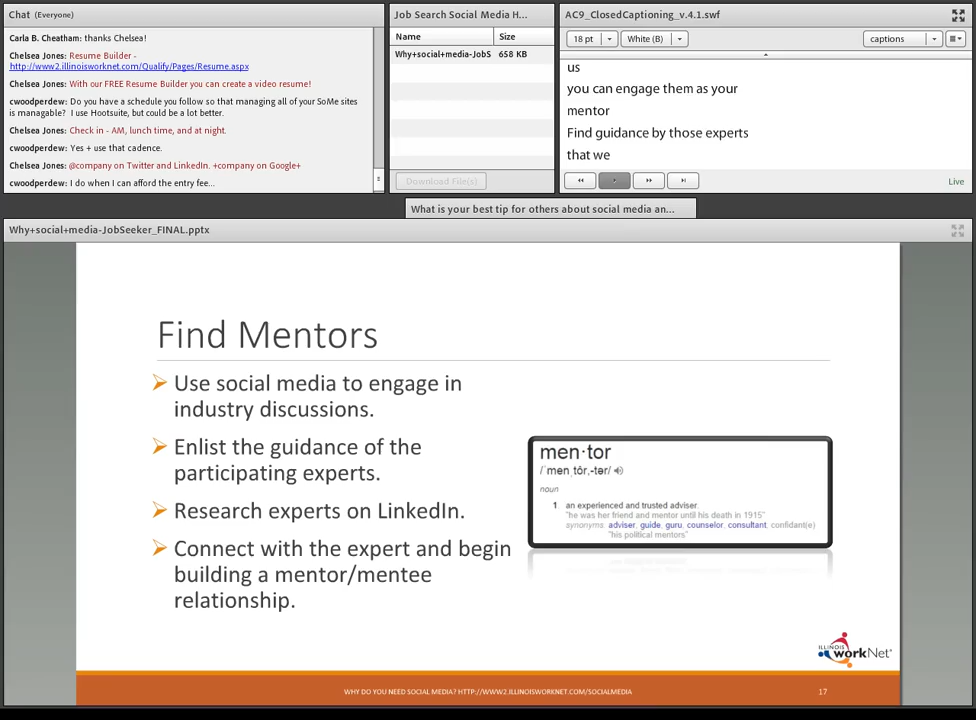 Chat (Everyone)
Carla B. Cheatham: thanks Chelsea!
Chelsea Jones: Resume Builder -
http://www2.illinoisworknet.com/Qualify/Pages/Resume.aspx
Chelsea Jones: With our FREE Resume Builder you can create a video resume!
cwoodperdew: Do you have a schedule you follow so that managing all of your SoMe sites
is managable? I use Hootsuite, but could be a lot better.
Chelsea Jones: Check in - AM, lunch time, and at night.
cwoodperdew: Yes + use that cadence.
Chelsea Jones: @company on Twitter and LinkedIn. +company on Google+
cwoodperdew: I do when I can afford the entry fee...
Job Search Social Media H...
Name Size
Why+social+media-JobS 658 KB
Download File(s)
AC9_ClosedCaptioning_v.4.1.swf
18 pt White (B) captions
us
you can engage them as your
mentor
Find guidance by those experts
that we
Live
What is your best tip for others about social media an...
Why+social+media-JobSeeker_FINAL.pptx
Find Mentors
Use social media to engage in
industry discussions.
Enlist the guidance of the
participating experts.
Research experts on LinkedIn.
Connect with the expert and begin
building a mentor/mentee
relationship.
men·tor
/ˈmenˌtôr,-tər/
noun
1 an experienced and trusted adviser.
"he was her friend and mentor until his death in 1915"
synonyms: adviser, guide, guru, counselor, consultant, confidant(e)
"his political mentors"
ILLINOIS
workNet
WHY DO YOU NEED SOCIAL MEDIA? HTTP://WWW2.ILLINOISWORKNET.COM/SOCIALMEDIA
17